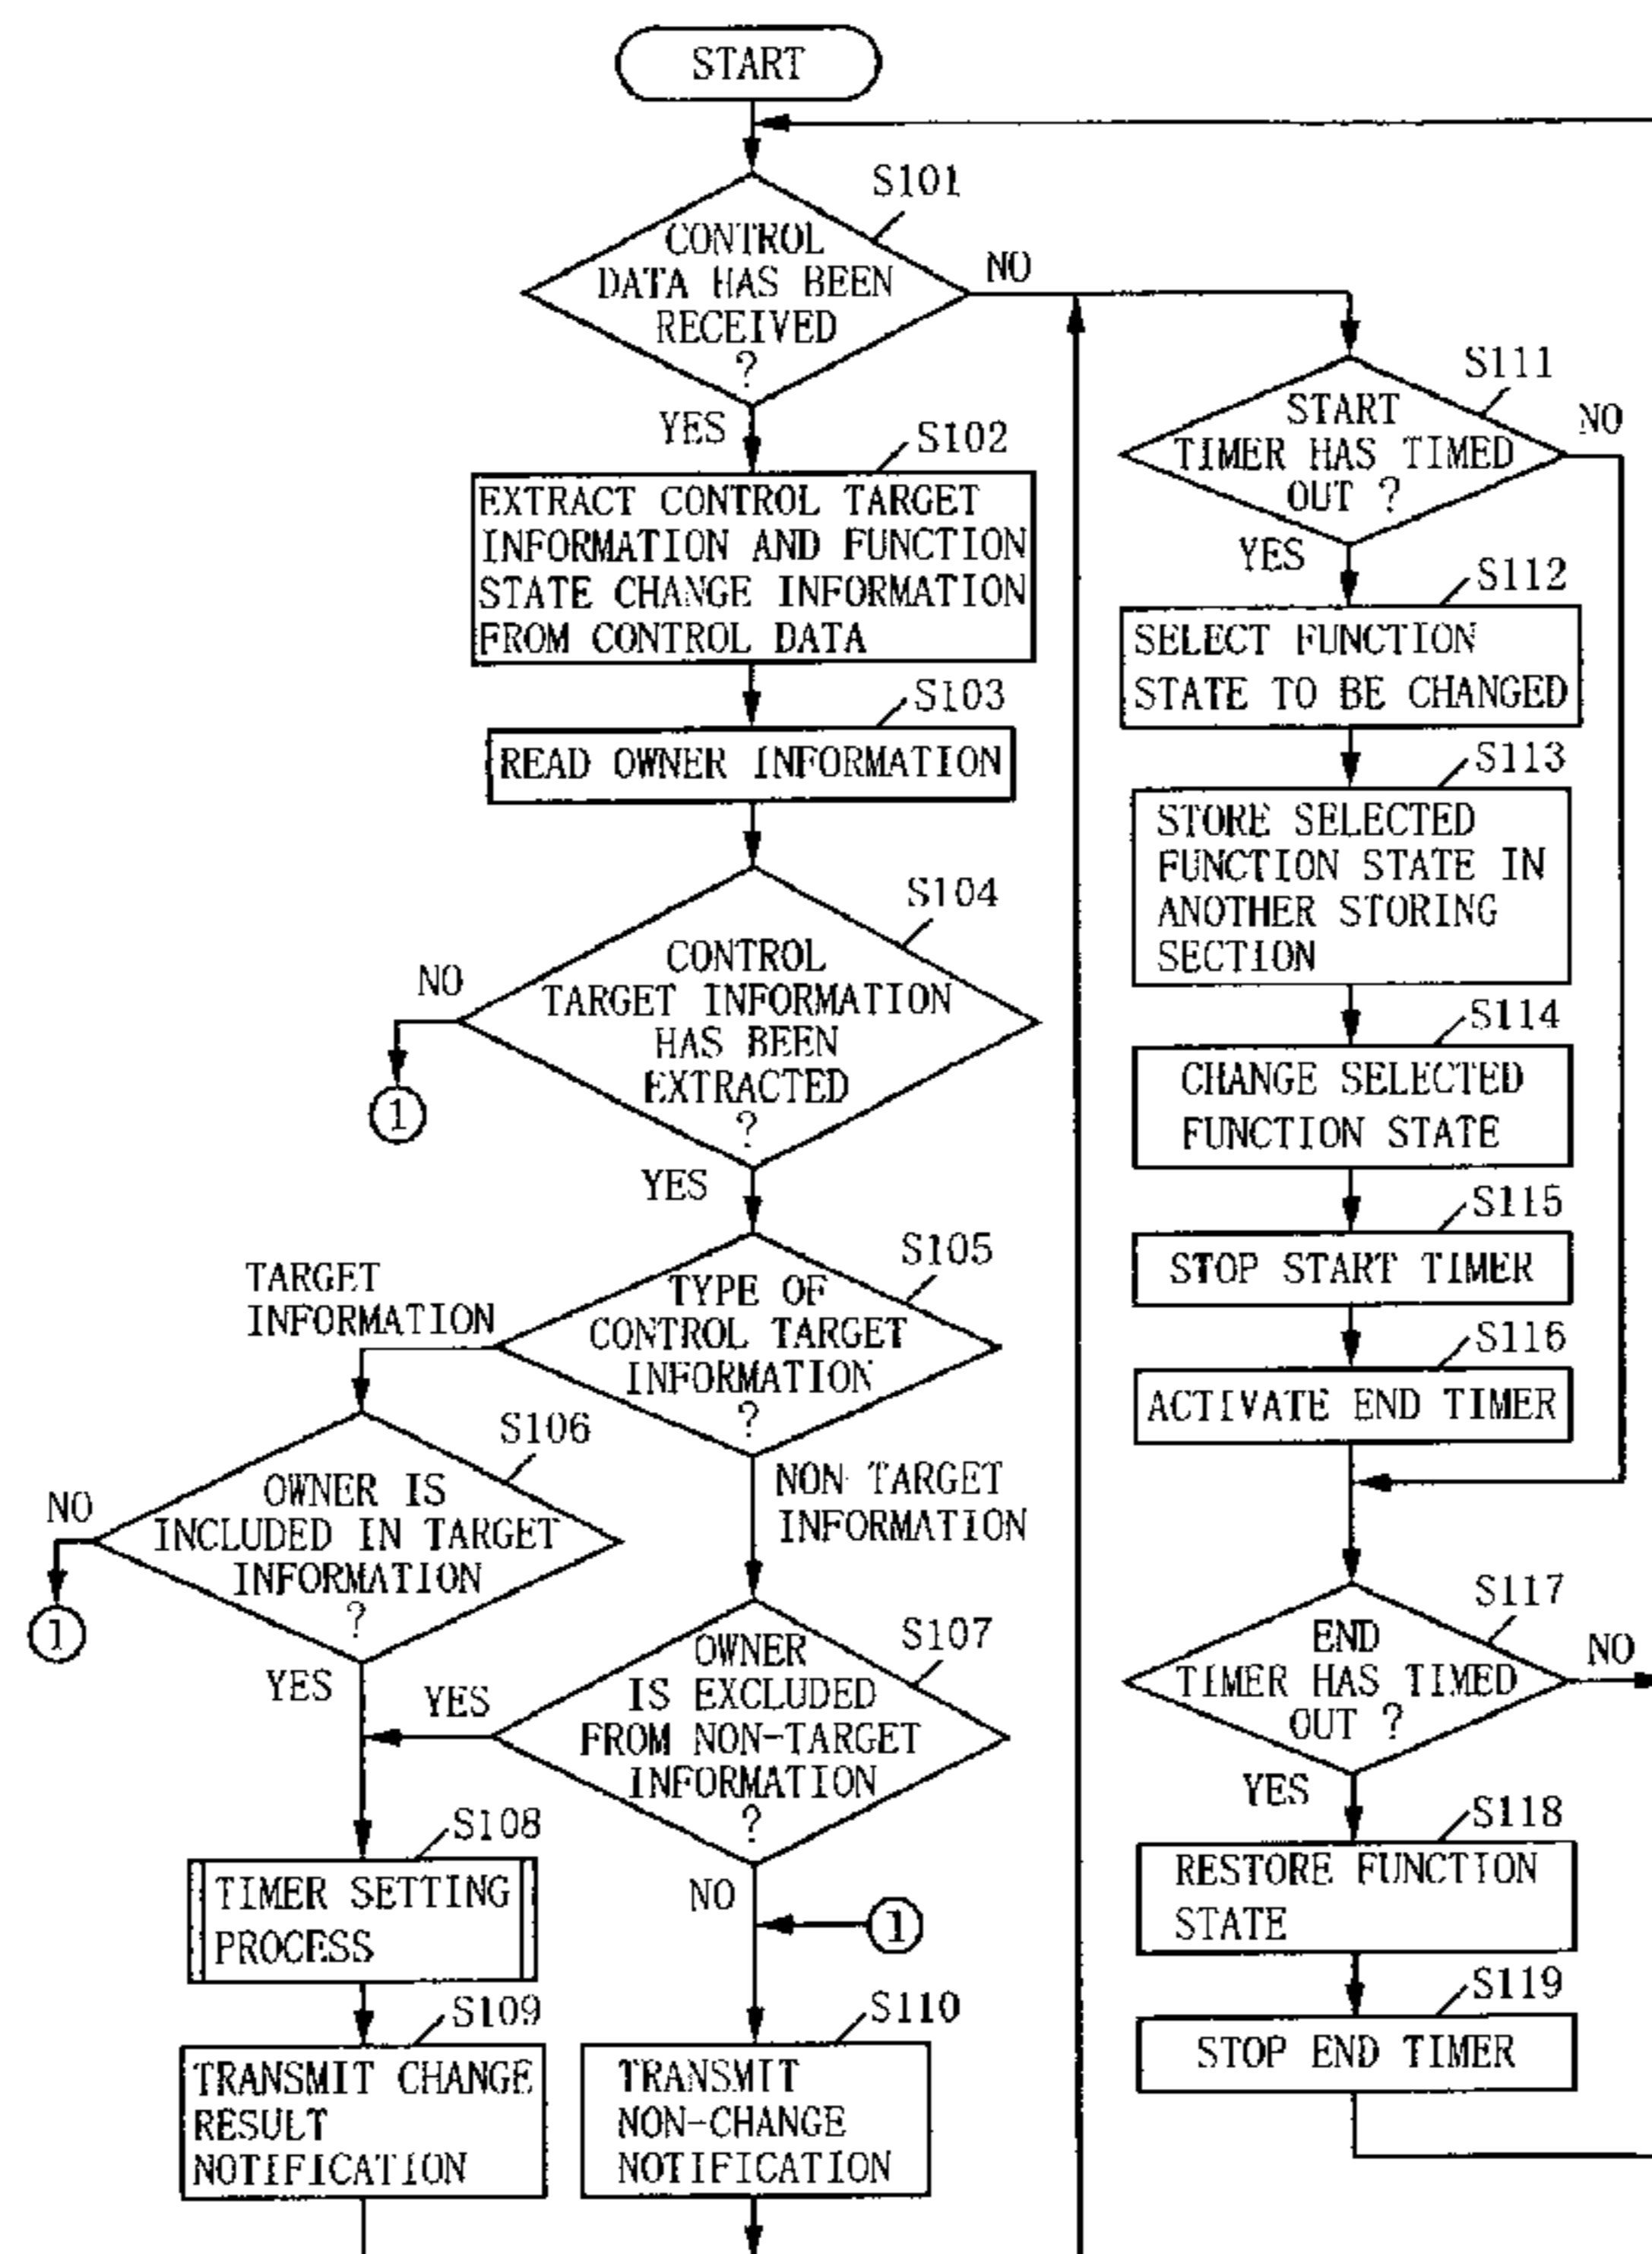 START
S101
CONTROL
DATA HAS BEEN
RECEIVED
?
NO
YES
S102
EXTRACT CONTROL TARGET
INFORMATION AND FUNCTION
STATE CHANGE INFORMATION
FROM CONTROL DATA
S103
READ OWNER INFORMATION
S104
CONTROL
TARGET INFORMATION
HAS BEEN
EXTRACTED
?
NO
1
YES
S105
TYPE OF
CONTROL TARGET
INFORMATION
?
TARGET
INFORMATION
NON TARGET
INFORMATION
S106
OWNER IS
INCLUDED IN TARGET
INFORMATION
?
NO
1
YES
S107
OWNER
IS EXCLUDED
FROM NON-TARGET
INFORMATION
?
YES
NO
1
S108
TIMER SETTING
PROCESS
S109
TRANSMIT CHANGE
RESULT
NOTIFICATION
S110
TRANSMIT
NON-CHANGE
NOTIFICATION
S111
START
TIMER HAS TIMED
OUT ?
NO
YES
S112
SELECT FUNCTION
STATE TO BE CHANGED
S113
STORE SELECTED
FUNCTION STATE IN
ANOTHER STORING
SECTION
S114
CHANGE SELECTED
FUNCTION STATE
S115
STOP START TIMER
S116
ACTIVATE END TIMER
S117
END
TIMER HAS TIMED
OUT ?
NO
YES
S118
RESTORE FUNCTION
STATE
S119
STOP END TIMER